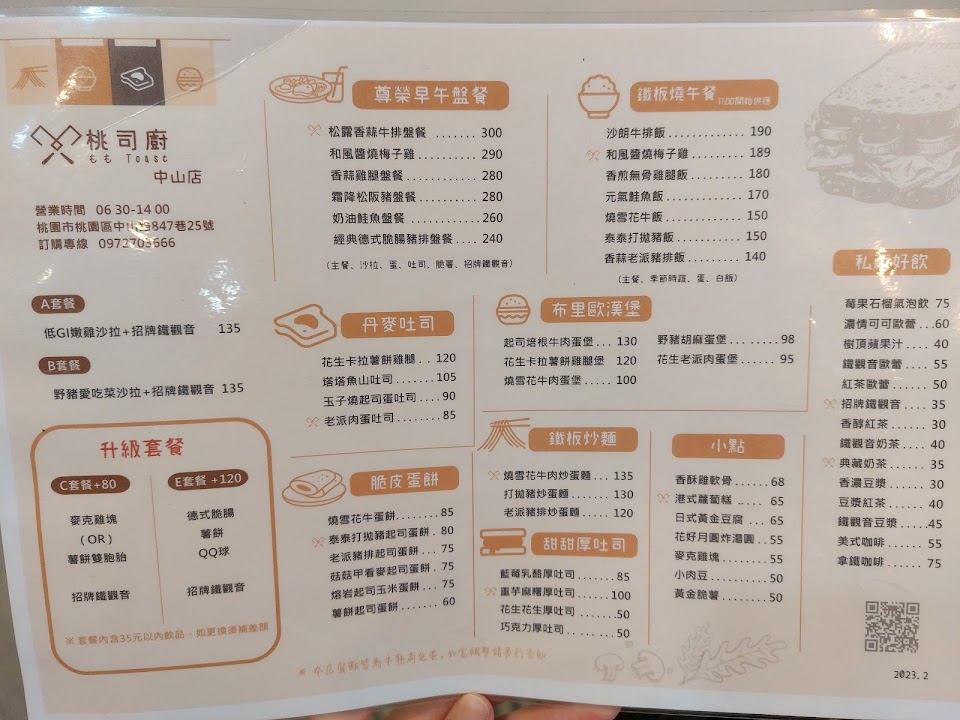 桃司廚
もも Toast
中山店
營業時間 06 30-14 00
桃園市桃園區中山路847巷25號
訂購專線 0972703666
A套餐
低GI嫩雞沙拉+招牌鐵觀音 135
B套餐
野豬愛吃菜沙拉+招牌鐵觀音 135
升級套餐
C套餐+80
麥克雞塊
(OR)
薯餅雙胞胎
招牌鐵觀音
E套餐 +120
德式脆腸
薯餅
QQ球
招牌鐵觀音
※ 套餐內含35元以內飲品，如更換須補差額
尊榮早午盤餐
松露香蒜牛排盤餐 ....... 300
和風醬燒梅子雞 .......... 290
香蒜雞腿盤餐 ............ 280
霜降松阪豬盤餐 ......... 280
奶油鮭魚盤餐 ............ 260
經典德式脆腸豬排盤餐 .... 240
(主餐、沙拉、蛋、吐司、脆薯、招牌鐵觀音)
鐵板燒午餐 11:00開始供應
沙朗牛排飯 ............ 190
和風醬燒梅子雞 ........ 189
香煎無骨雞腿飯 ........ 180
元氣鮭魚飯 ............ 170
燒雪花牛飯 ............ 150
泰泰打拋豬飯 .......... 150
香蒜老派豬排飯 ........ 140
(主餐、季節時蔬、蛋、白飯)
丹麥吐司
花生卡拉薯餅雞腿 .. 120
塔塔魚山吐司 ...... 105
玉子燒起司蛋吐司 .... 90
老派肉蛋吐司 ........ 85
布里歐漢堡
起司培根牛肉蛋堡 ... 130
花生卡拉薯餅雞腿堡 120
燒雪花牛肉蛋堡 ..... 100
野豬胡麻蛋堡 ........ 98
花生老派肉蛋堡 ...... 95
脆皮蛋餅
燒雪花牛蛋餅 ........ 85
泰泰打拋豬起司蛋餅 . 80
老派豬排起司蛋餅 ... 75
菇菇甲看麥起司蛋餅 . 75
熔岩起司玉米蛋餅 ... 75
薯餅起司蛋餅 ....... 60
鐵板炒麵
燒雪花牛肉炒蛋麵 .. 135
打拋豬炒蛋麵 ...... 130
老派豬排炒蛋麵 .... 120
甜甜厚吐司
藍莓乳酪厚吐司 ...... 85
重芋麻糬厚吐司 ..... 100
花生花生厚吐司 ...... 50
巧克力厚吐司 ........ 50
小點
香酥雞軟骨 ...... 68
港式蘿蔔糕 .... 65
日式黃金豆腐 ... 65
花好月圓炸湯圓 .. 55
麥克雞塊 ........ 55
小肉豆 .......... 50
黃金脆薯 ........ 50
好飲
莓果石榴氣泡飲 75
濃情可可歐蕾 ...60
樹頂蘋果汁 .... 40
鐵觀音歐蕾 .... 55
紅茶歐蕾 ...... 50
招牌鐵觀音 .... 35
香醇紅茶 ...... 30
鐵觀音奶茶 .... 40
典藏奶茶 ...... 35
香濃豆漿 ...... 30
豆漿紅茶 ...... 40
鐵觀音豆漿 .....45
美式咖啡 ...... 55
拿鐵咖啡 ...... 75
2023. 2